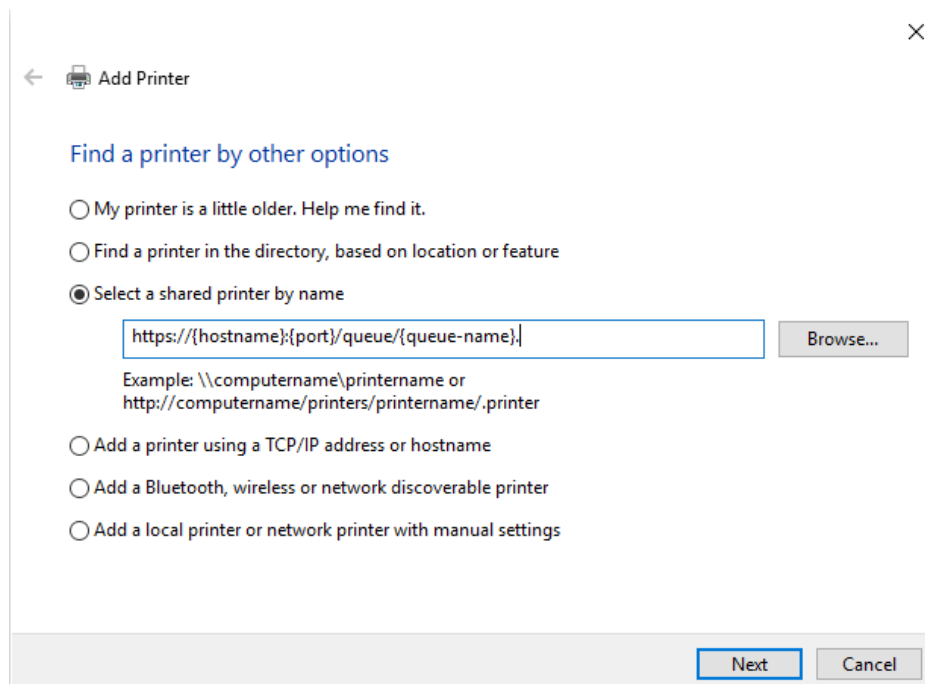 Add Printer
Find a printer by other options
My printer is a little older. Help me find it.
Find a printer in the directory, based on location or feature
Select a shared printer by name
https://{hostname}:{port}/queue/{queue-name}.
Browse...
Example: \\computername\printername or
http://computername/printers/printername/.printer
Add a printer using a TCP/IP address or hostname
Add a Bluetooth, wireless or network discoverable printer
Add a local printer or network printer with manual settings
Next
Cancel